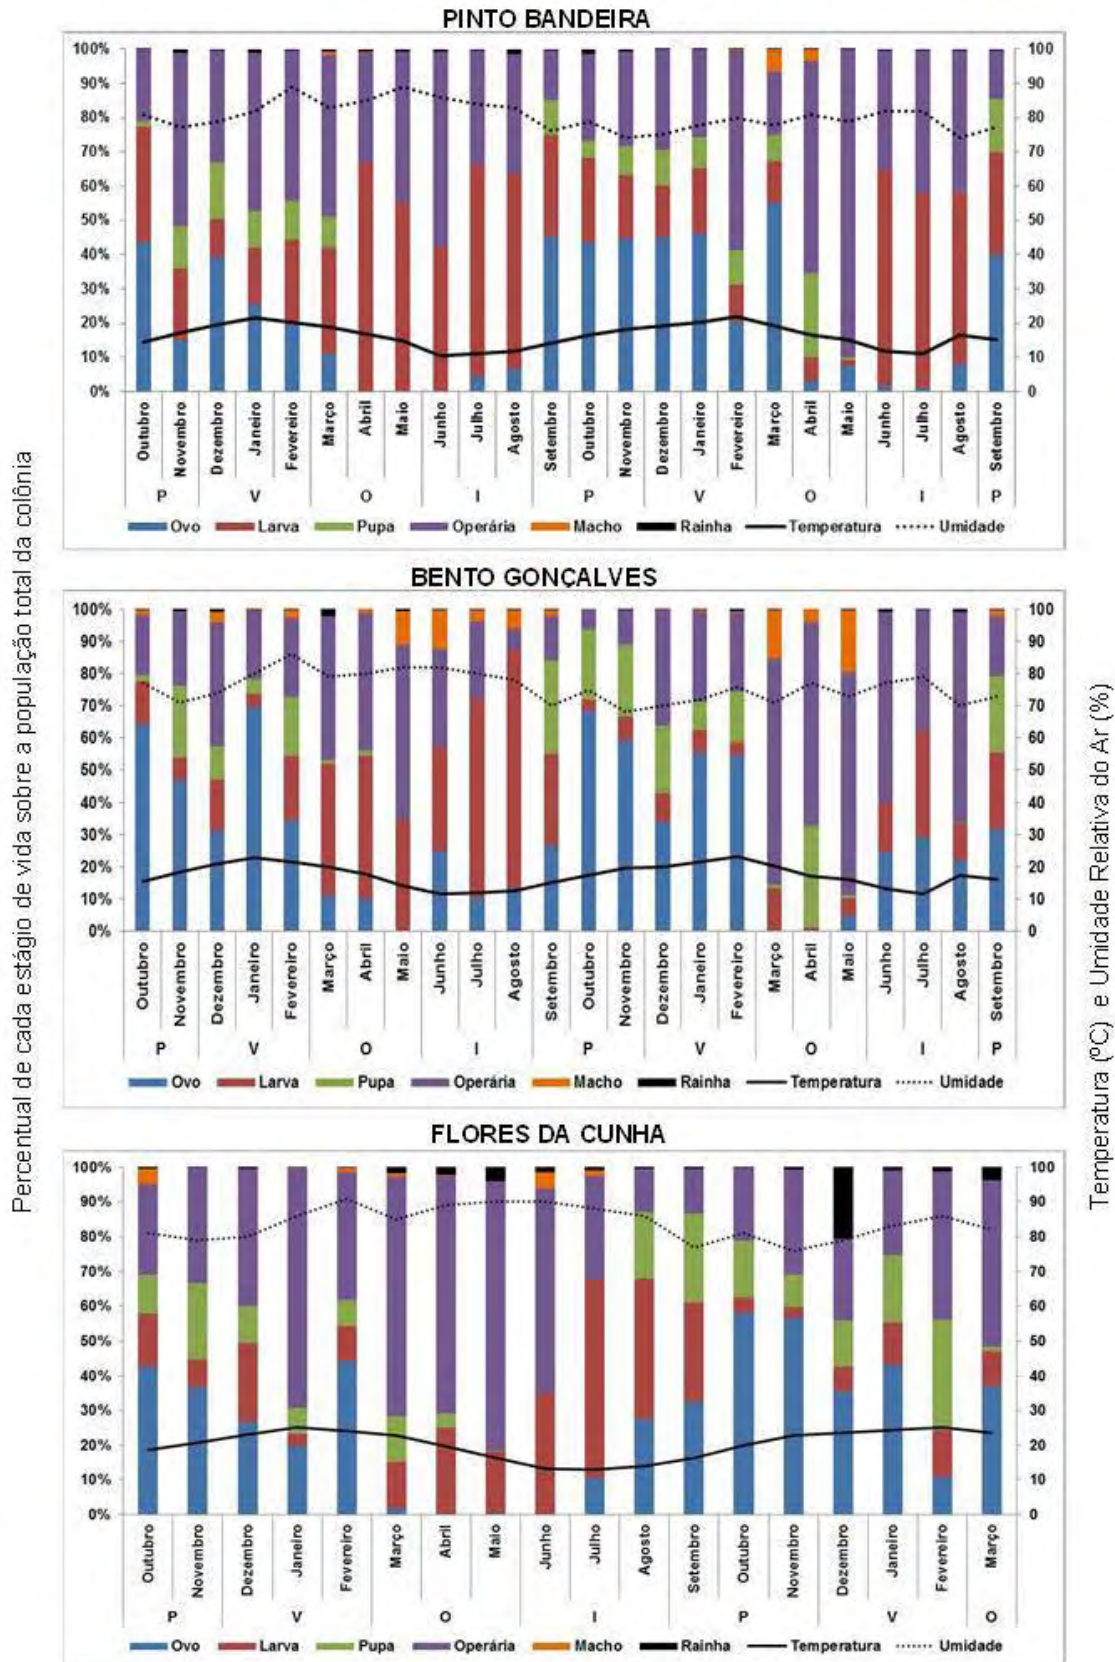 PINTO BANDEIRA
100% 100
90% 90
80% 80
70% 70
60% 60
50% 50
40% 40
30% 30
20% 20
10% 10
0% 0
Outubro Novembro Dezembro Janeiro Fevereiro Março Abril Maio Junho Julho Agosto Setembro Outubro Novembro Dezembro Janeiro Fevereiro Março Abril Maio Junho Julho Agosto Setembro
P V O I P V O I P
Ovo Larva Pupa Operária Macho Rainha Temperatura Umidade
BENTO GONÇALVES
100% 100
90% 90
80% 80
70% 70
60% 60
50% 50
40% 40
30% 30
20% 20
10% 10
0% 0
Outubro Novembro Dezembro Janeiro Fevereiro Março Abril Maio Junho Julho Agosto Setembro Outubro Novembro Dezembro Janeiro Fevereiro Março Abril Maio Junho Julho Agosto Setembro
P V O I P V O I P
Ovo Larva Pupa Operária Macho Rainha Temperatura Umidade
FLORES DA CUNHA
100% 100
90% 90
80% 80
70% 70
60% 60
50% 50
40% 40
30% 30
20% 20
10% 10
0% 0
Outubro Novembro Dezembro Janeiro Fevereiro Março Abril Maio Junho Julho Agosto Setembro Outubro Novembro Dezembro Janeiro Fevereiro Março
P V O I P V O
Ovo Larva Pupa Operária Macho Rainha Temperatura Umidade
Percentual de cada estágio de vida sobre a população total da colônia
Temperatura (ºC) e Umidade Relativa do Ar (%)